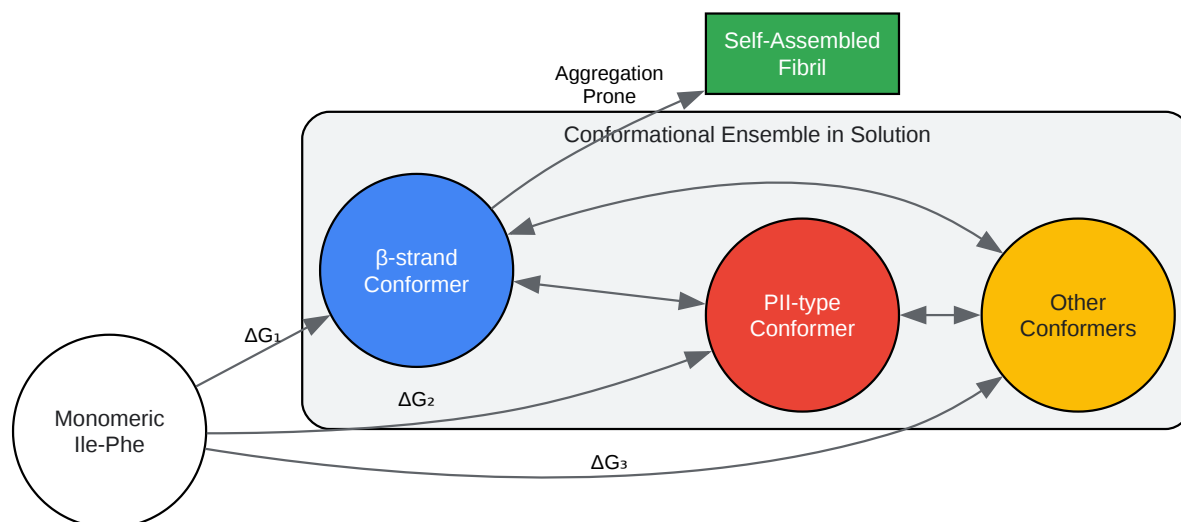 Self-Assembled
Fibril
Aggregation
Prone
Conformational Ensemble in Solution
β-strand
Conformer
PII-type
Conformer
Other
Conformers
ΔG₁
ΔG₂
Monomeric
Ile-Phe
ΔG₃